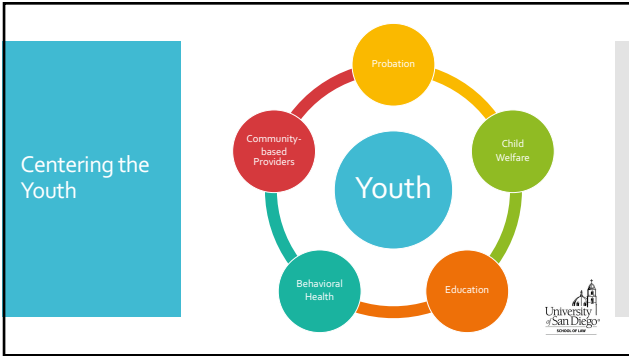 Centering the
Youth
Probation
Child
Welfare
Education
Behavioral
Health
Community-
based
Providers
Youth
University
of San Diego®
SCHOOL OF LAW